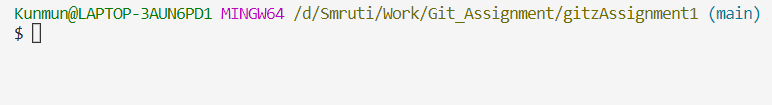 Kunmun@LAPTOP-3AUN6PD1 MINGW64 /d/Smruti/Work/Git_Assignment/gitzAssignment1 (main)
$